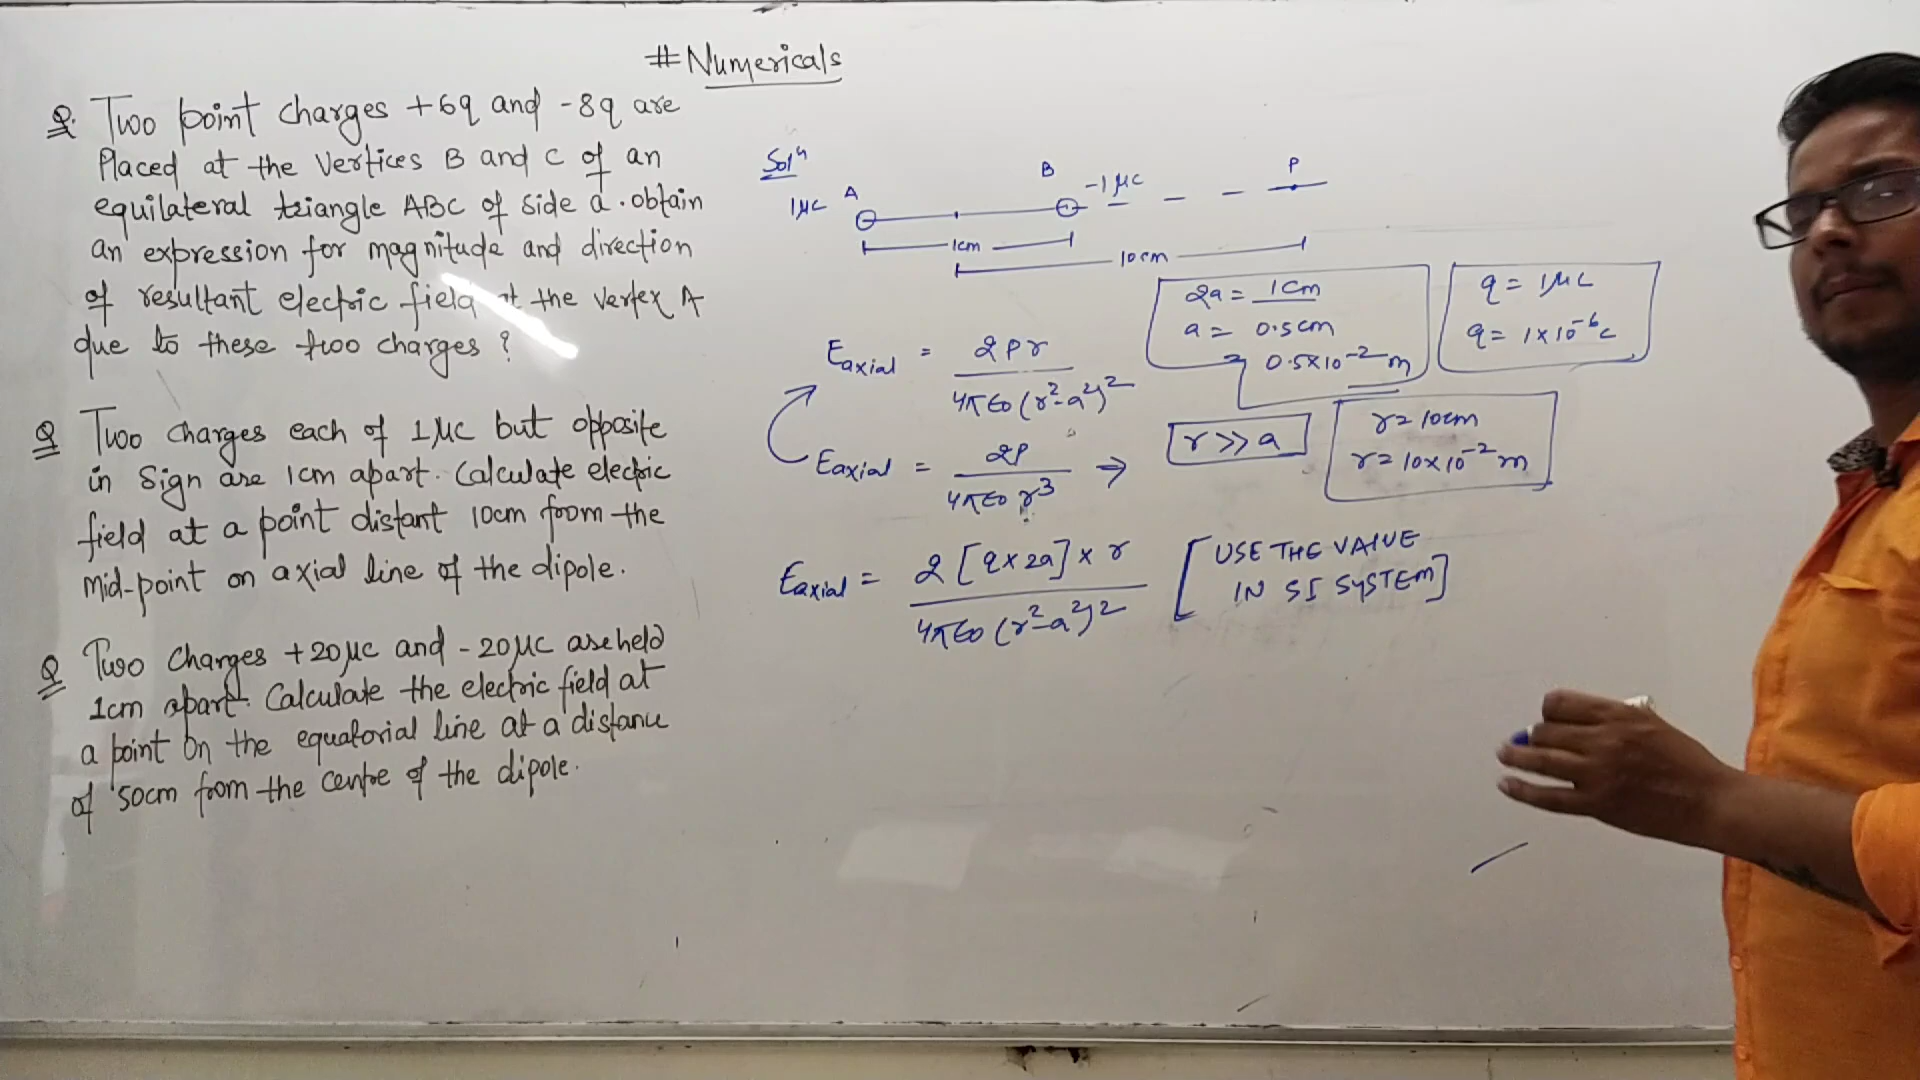 #Numericals
Q. Two point charges +6q and -8q are
Placed at the vertices B and C of an
equilateral triangle ABC of side a. obtain
an expression for magnitude and direction
of resultant electric field at the vertex A
due to these two charges ?
Q Two charges each of 1μC but opposite
in sign are 1cm apart. Calculate electric
field at a point distant 10cm from the
mid-point on axial line of the dipole.
Q Two Charges +20μC and -20μC are held
1cm apart. Calculate the electric field at
a point on the equatorial line at a distance
of 50cm from the centre of the dipole.
Solⁿ
1μC A B -1μC P
1cm
10cm
2a = 1cm
a = 0.5cm
⇒ 0.5×10⁻² m
q = 1μC
q = 1×10⁻⁶ C
Eaxial = 2Pr / 4πε₀(r²-a²)²
Eaxial = 2P / 4πε₀r³ →
r >> a
r = 10cm
r = 10×10⁻² m
Eaxial = 2[q×2a]×r / 4πε₀(r²-a²)²
[USE THE VALUE
IN SI SYSTEM]